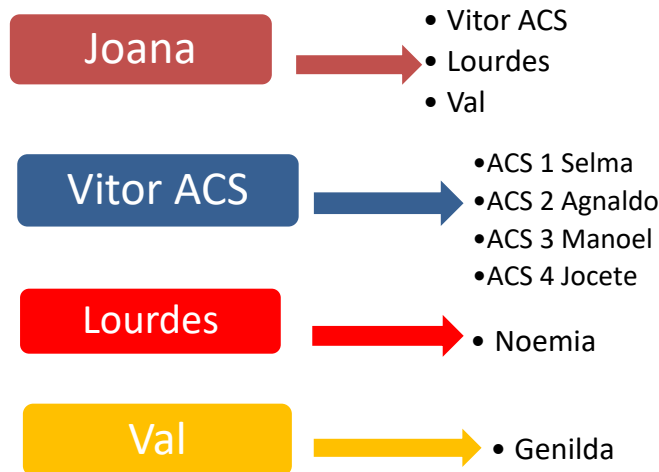 Joana
• Vitor ACS
• Lourdes
• Val
Vitor ACS
•ACS 1 Selma
•ACS 2 Agnaldo
•ACS 3 Manoel
•ACS 4 Jocete
Lourdes
• Noemia
Val
• Genilda